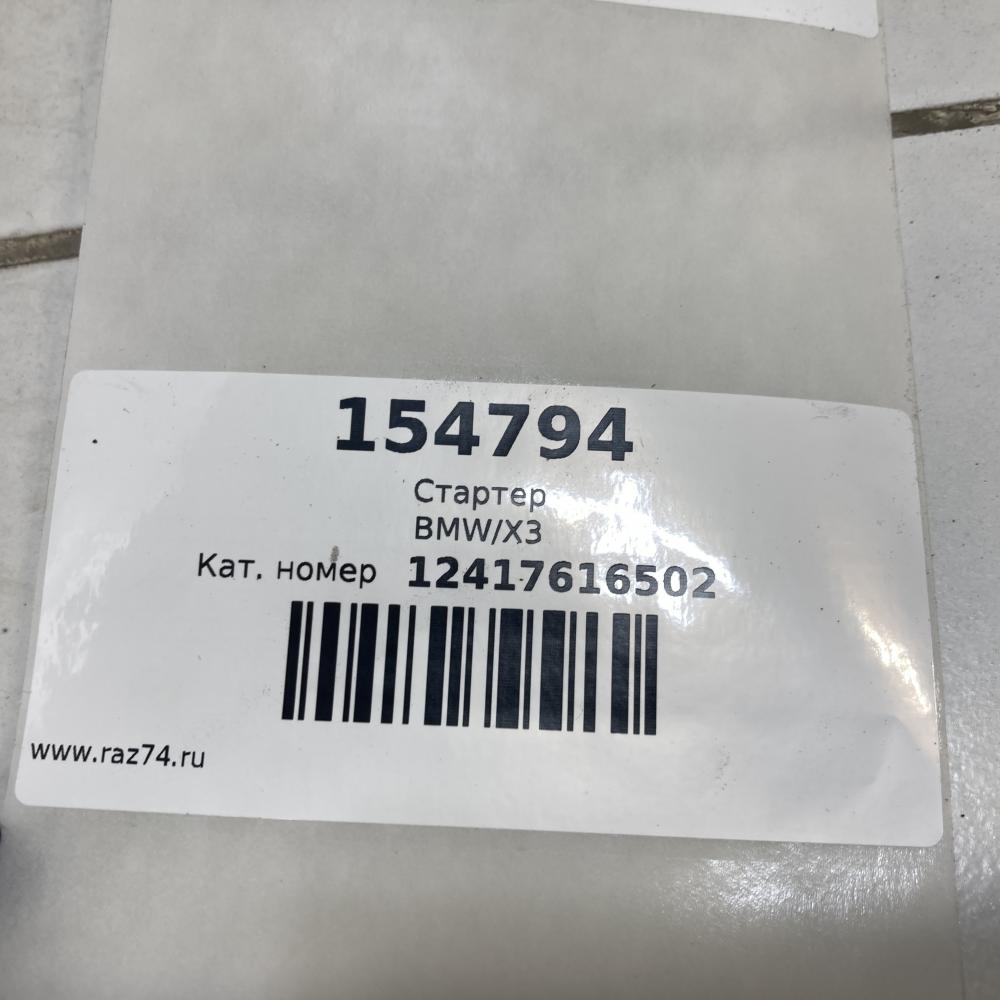 154794
Стартер
BMW/X3
Кат. номер 12417616502
www.raz74.ru